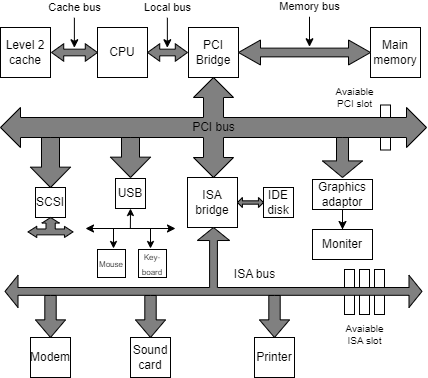 Cache bus
Local bus
Memory bus
Level 2
cache
CPU
PCI
Bridge
Main
memory
Avaiable
PCI slot
PCI bus
SCSI
USB
ISA
bridge
IDE
disk
Graphics
adaptor
Mouse
Key-
board
Moniter
ISA bus
Avaiable
ISA slot
Modem
Sound
card
Printer